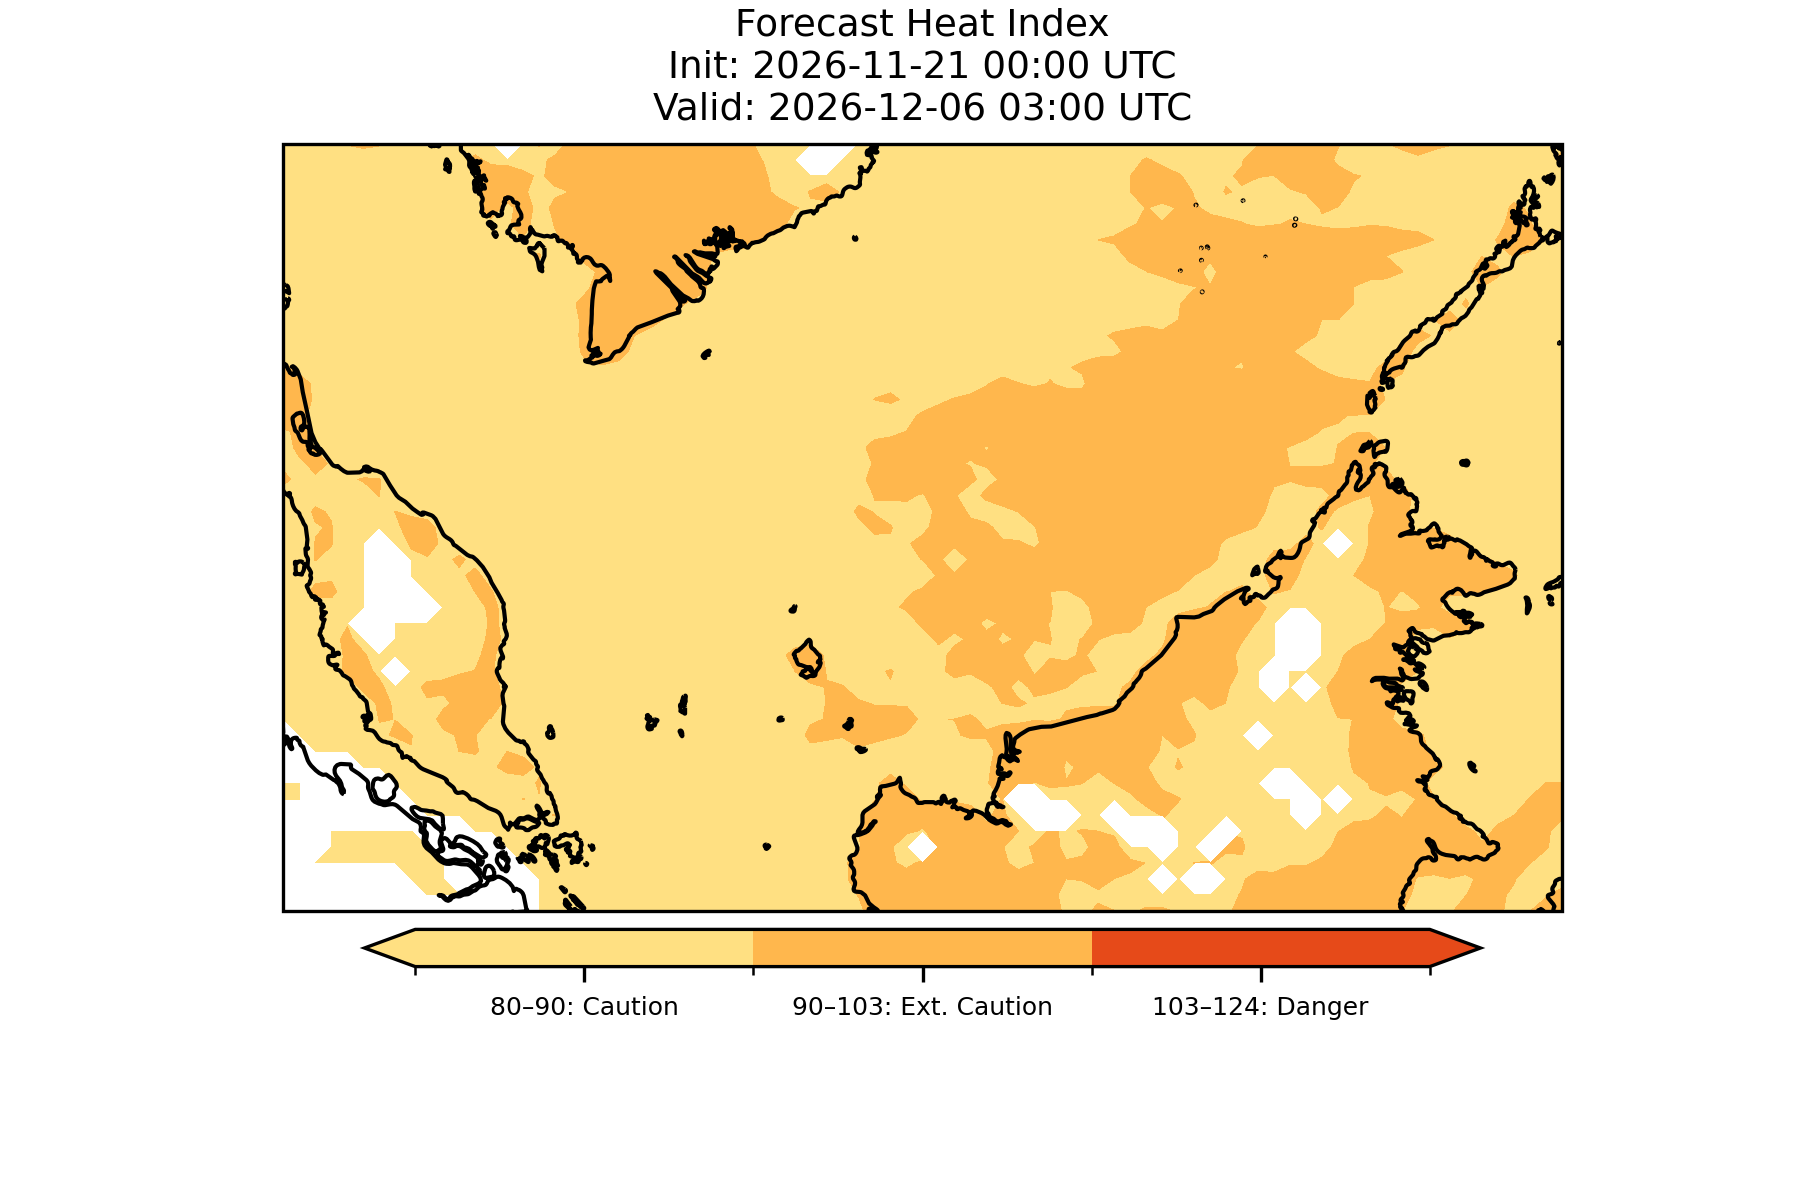 Forecast Heat Index
Init: 2026-11-21 00:00 UTC
Valid: 2026-12-06 03:00 UTC
80–90: Caution
90–103: Ext. Caution
103–124: Danger